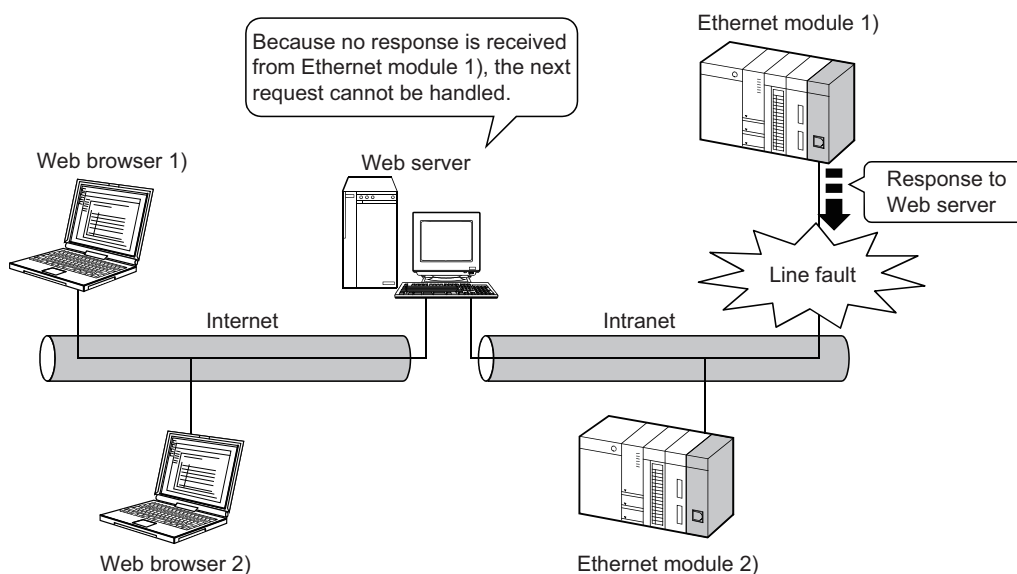 Ethernet module 1)
Because no response is received
from Ethernet module 1), the next
request cannot be handled.
Web browser 1)
Web server
Response to
Web server
Line fault
Internet
Intranet
Web browser 2)
Ethernet module 2)